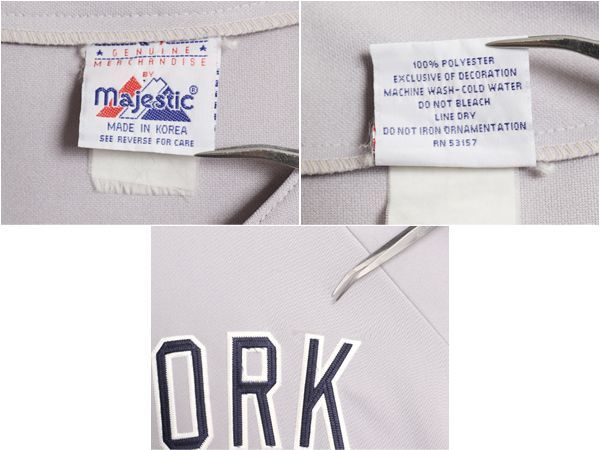 GENUINE
MERCHANDISE
BY
Majestic®
MADE IN KOREA
SEE REVERSE FOR CARE
100% POLYESTER
EXCLUSIVE OF DECORATION
MACHINE WASH-COLD WATER
DO NOT BLEACH
LINE DRY
DO NOT IRON ORNAMENTATION
RN 53157
ORK